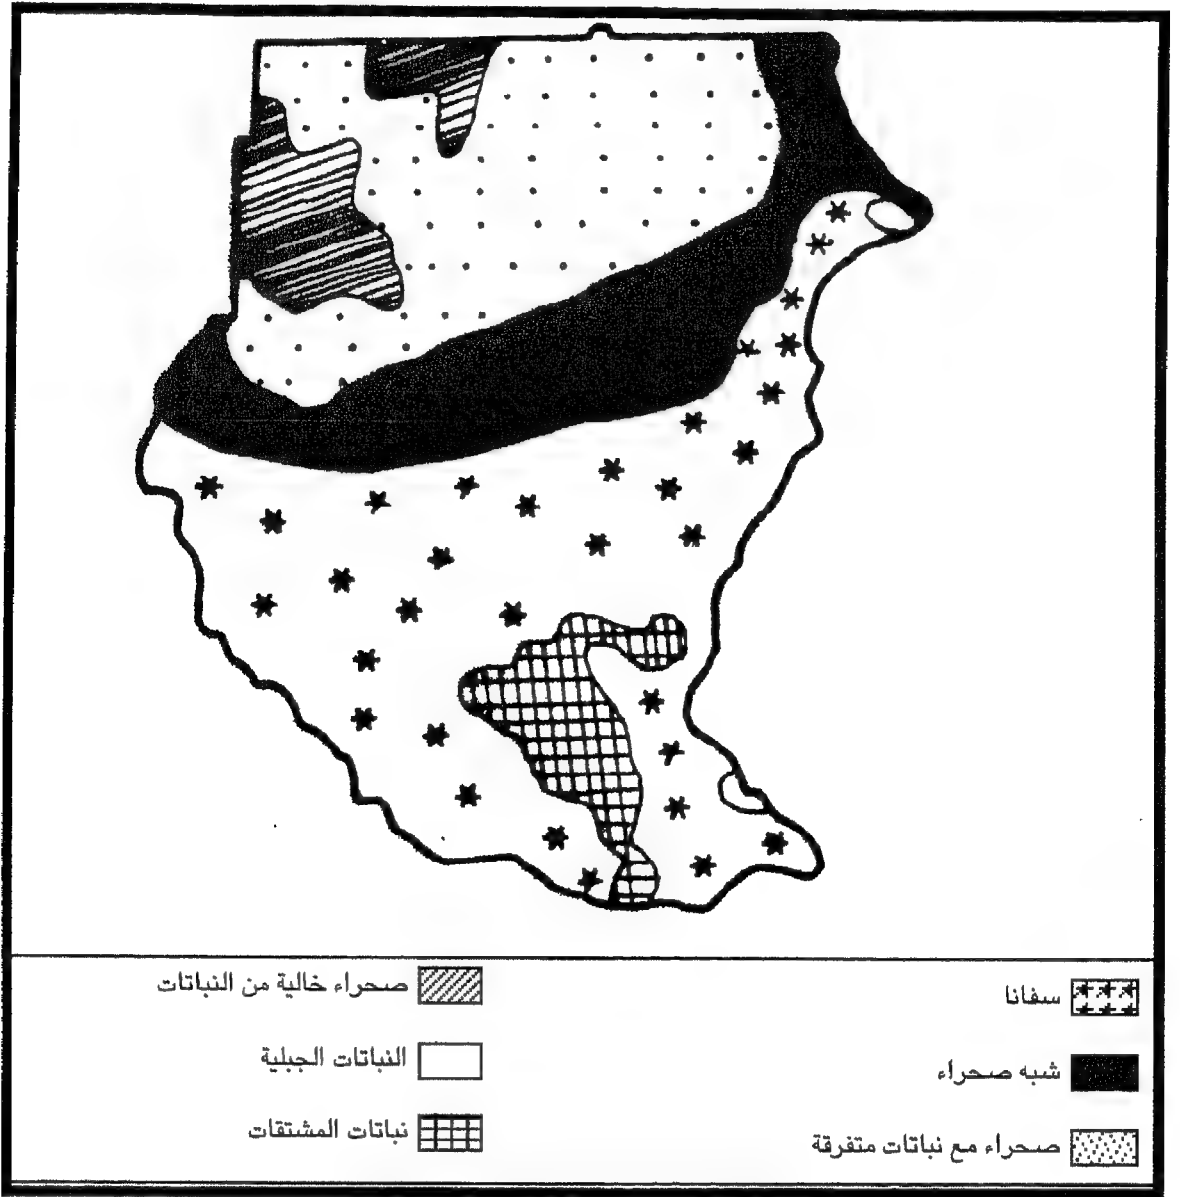 سفانا
شبه صحراء
صحراء مع نباتات متفرقة
صحراء خالية من النباتات
النباتات الجبلية
نباتات المشتقات